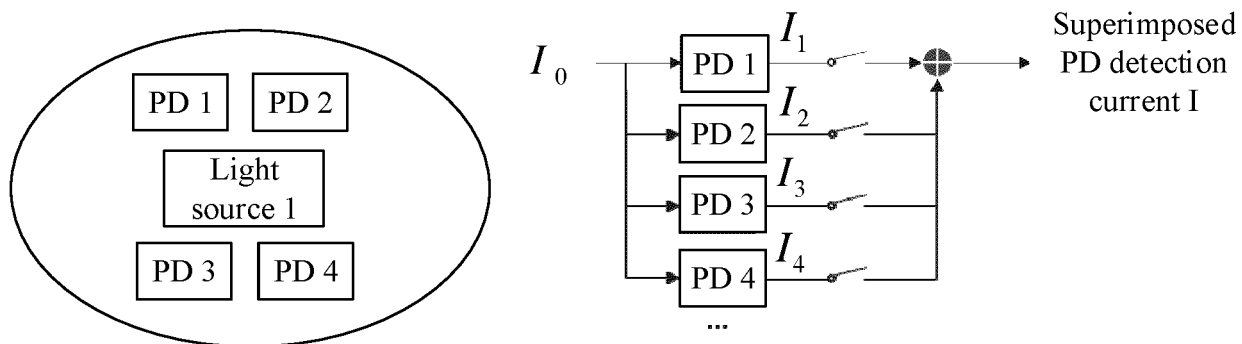 PD 1
PD 2
Light
source 1
PD 3
PD 4
I0
PD 1
I1
PD 2
I2
PD 3
I3
PD 4
I4
...
Superimposed
PD detection
current I